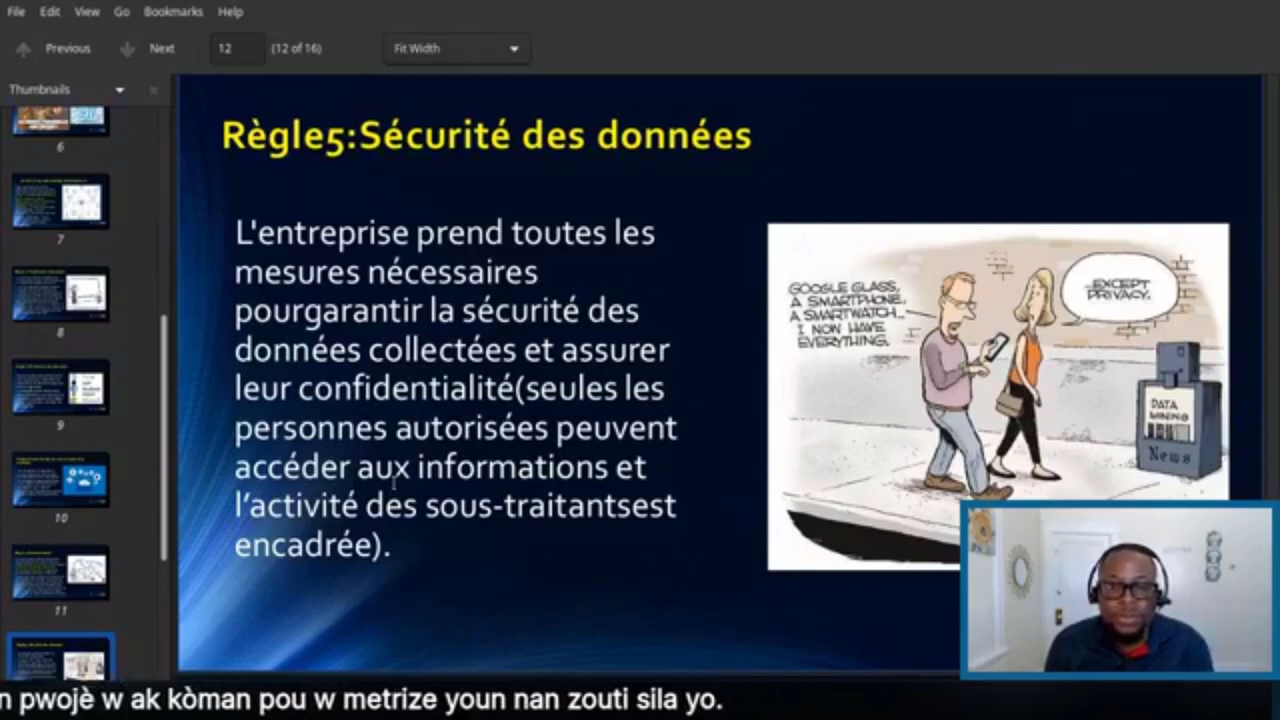 File Edit View Go Bookmarks Help
Previous Next 12 (12 of 16) Fit Width
Thumbnails
6
7
8
9
10
11
Règle5:Sécurité des données
L'entreprise prend toutes les
mesures nécessaires
pourgarantir la sécurité des
données collectées et assurer
leur confidentialité(seules les
personnes autorisées peuvent
accéder aux informations et
l’activité des sous-traitantsest
encadrée).
GOOGLE GLASS,
A SMARTPHONE,
A SMARTWATCH...
I NOW HAVE
EVERYTHING.
...EXCEPT
PRIVACY.
DATA
MINING
News
n pwojè w ak kòman pou w metrize youn nan zouti sila yo.